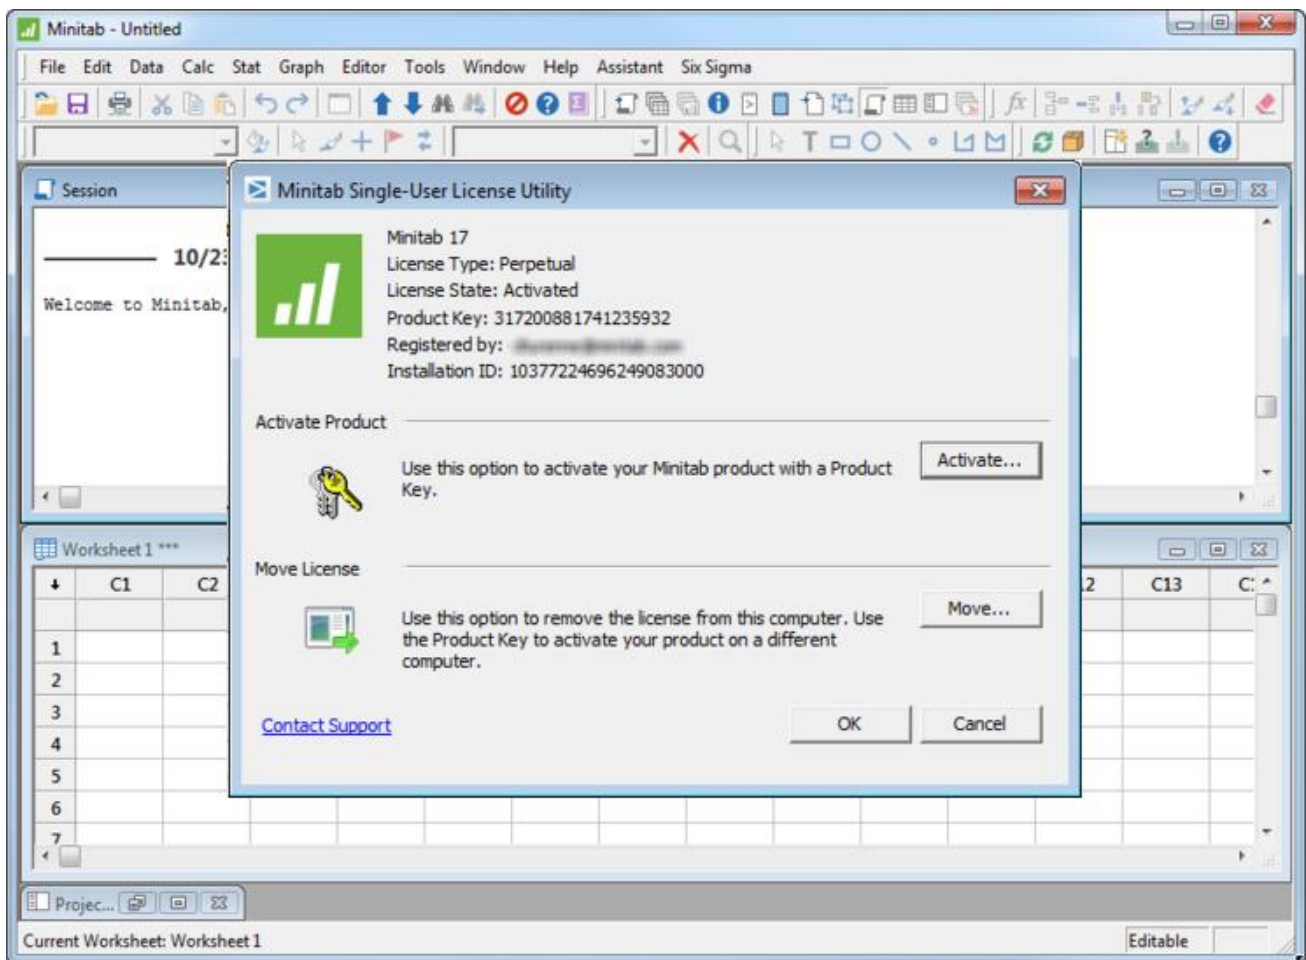 Minitab - Untitled
File Edit Data Calc Stat Graph Editor Tools Window Help Assistant Six Sigma
Session
10/23
Welcome to Minitab,
Minitab Single-User License Utility
Minitab 17
License Type: Perpetual
License State: Activated
Product Key: 317200881741235932
Registered by:
Installation ID: 10377224696249083000
Activate Product
Use this option to activate your Minitab product with a Product
Key.
Activate...
Move License
Use this option to remove the license from this computer. Use
the Product Key to activate your product on a different
computer.
Move...
Contact Support
OK
Cancel
Worksheet 1 ***
C1 C2 C13
1
2
3
4
5
6
7
Projec...
Current Worksheet: Worksheet 1
Editable